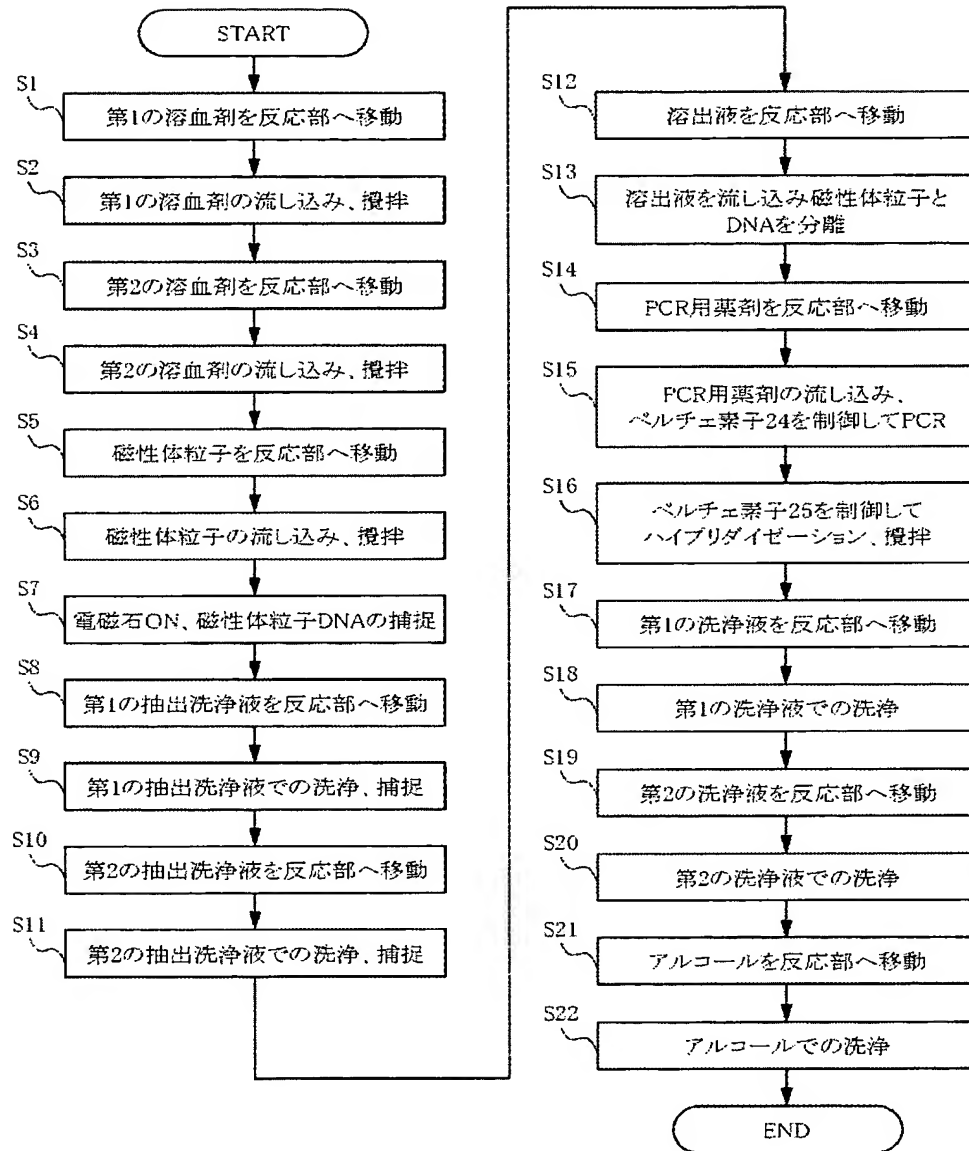 START
S1
第1の溶血剤を反応部へ移動
S2
第1の溶血剤の流し込み、攪拌
S3
第2の溶血剤を反応部へ移動
S4
第2の溶血剤の流し込み、攪拌
S5
磁性体粒子を反応部へ移動
S6
磁性体粒子の流し込み、攪拌
S7
電磁石ON、磁性体粒子DNAの捕捉
S8
第1の抽出洗浄液を反応部へ移動
S9
第1の抽出洗浄液での洗浄、捕捉
S10
第2の抽出洗浄液を反応部へ移動
S11
第2の抽出洗浄液での洗浄、捕捉
S12
溶出液を反応部へ移動
S13
溶出液を流し込み磁性体粒子と
DNAを分離
S14
PCR用薬剤を反応部へ移動
S15
PCR用薬剤の流し込み、
ペルチェ素子24を制御してPCR
S16
ペルチェ素子25を制御して
ハイブリダイゼーション、攪拌
S17
第1の洗浄液を反応部へ移動
S18
第1の洗浄液での洗浄
S19
第2の洗浄液を反応部へ移動
S20
第2の洗浄液での洗浄
S21
アルコールを反応部へ移動
S22
アルコールでの洗浄
END